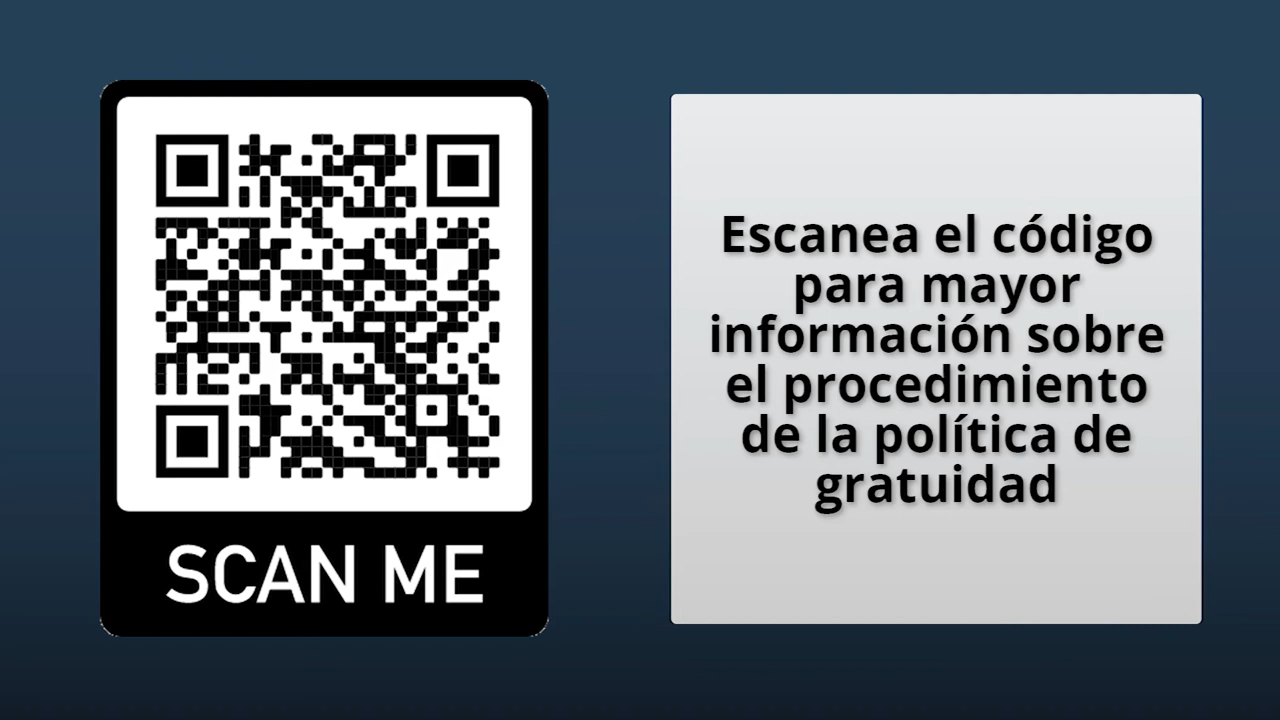 SCAN ME
Escanea el código
para mayor
información sobre
el procedimiento
de la política de
gratuidad